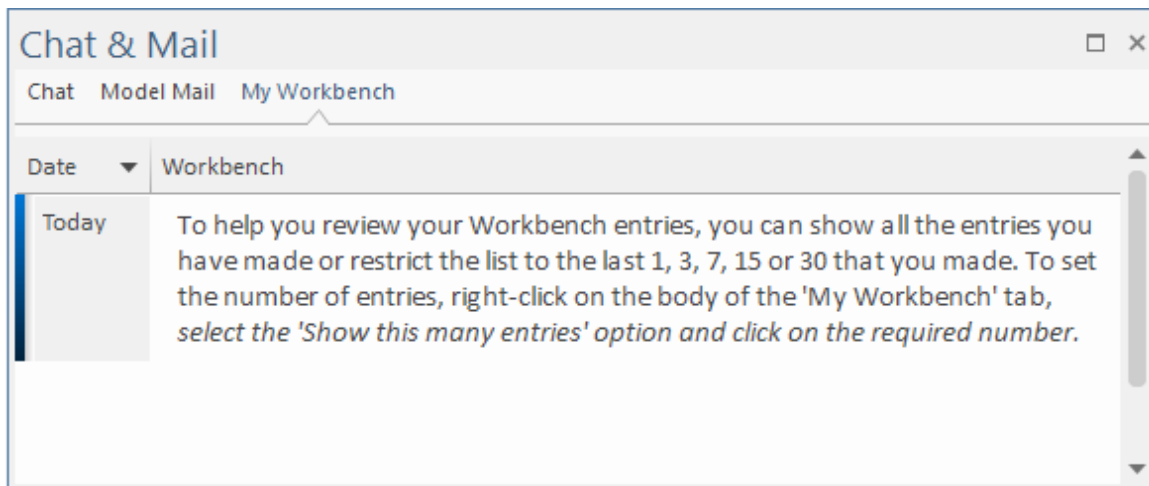 Chat & Mail
Chat Model Mail My Workbench
Date Workbench
Today To help you review your Workbench entries, you can show all the entries you
have made or restrict the list to the last 1, 3, 7, 15 or 30 that you made. To set
the number of entries, right-click on the body of the 'My Workbench' tab,
select the 'Show this many entries' option and click on the required number.